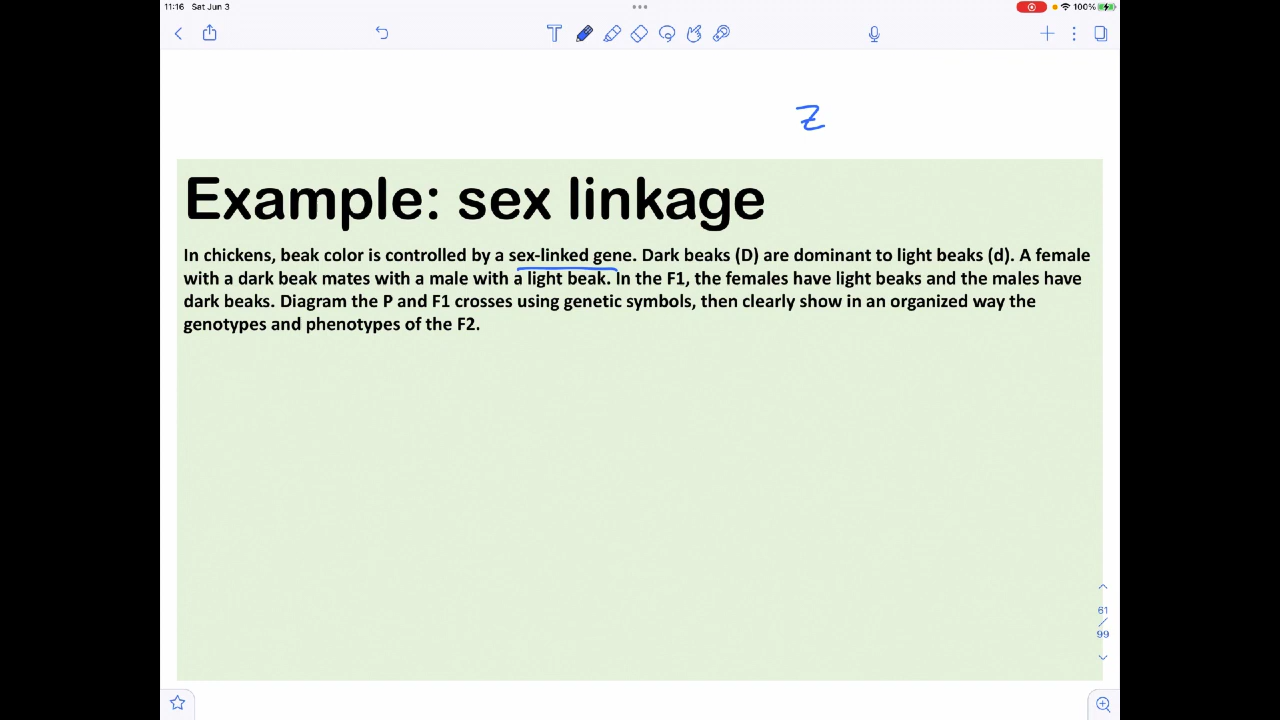 11:16 Sat Jun 3
100%
Z
Example: sex linkage
In chickens, beak color is controlled by a sex-linked gene. Dark beaks (D) are dominant to light beaks (d). A female
with a dark beak mates with a male with a light beak. In the F1, the females have light beaks and the males have
dark beaks. Diagram the P and F1 crosses using genetic symbols, then clearly show in an organized way the
genotypes and phenotypes of the F2.
61
/
99